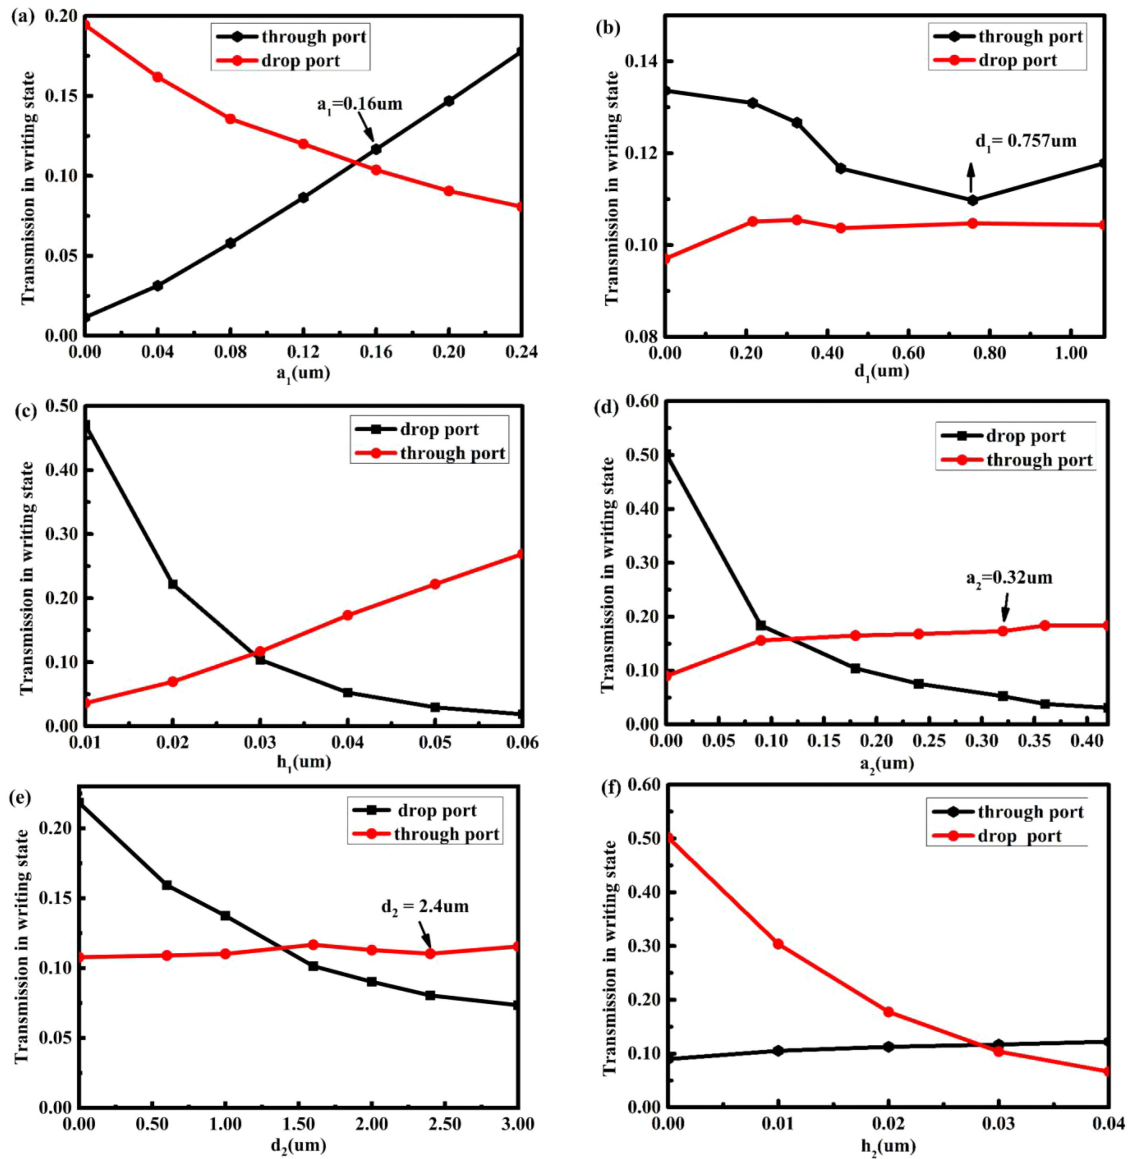 (a)
Transmission in writing state
0.20
0.15
0.10
0.05
0.00
through port
drop port
a1=0.16um
0.00 0.04 0.08 0.12 0.16 0.20 0.24
a1(um)
(b)
Transmission in writing state
0.14
0.12
0.10
0.08
through port
drop port
d1= 0.757um
0.00 0.20 0.40 0.60 0.80 1.00
d1(um)
(c)
Transmission in writing state
0.50
0.40
0.30
0.20
0.10
0.00
drop port
through port
0.01 0.02 0.03 0.04 0.05 0.06
h1(um)
(d)
Transmission in writing state
0.60
0.50
0.40
0.30
0.20
0.10
0.00
drop port
through port
a2=0.32um
0.00 0.05 0.10 0.15 0.20 0.25 0.30 0.35 0.40
a2(um)
(e)
Transmission in writing state
0.20
0.15
0.10
0.05
0.00
drop port
through port
d2 = 2.4um
0.00 0.50 1.00 1.50 2.00 2.50 3.00
d2(um)
(f)
Transmission in writing state
0.60
0.50
0.40
0.30
0.20
0.10
0.00
through port
drop port
0.00 0.01 0.02 0.03 0.04
h2(um)